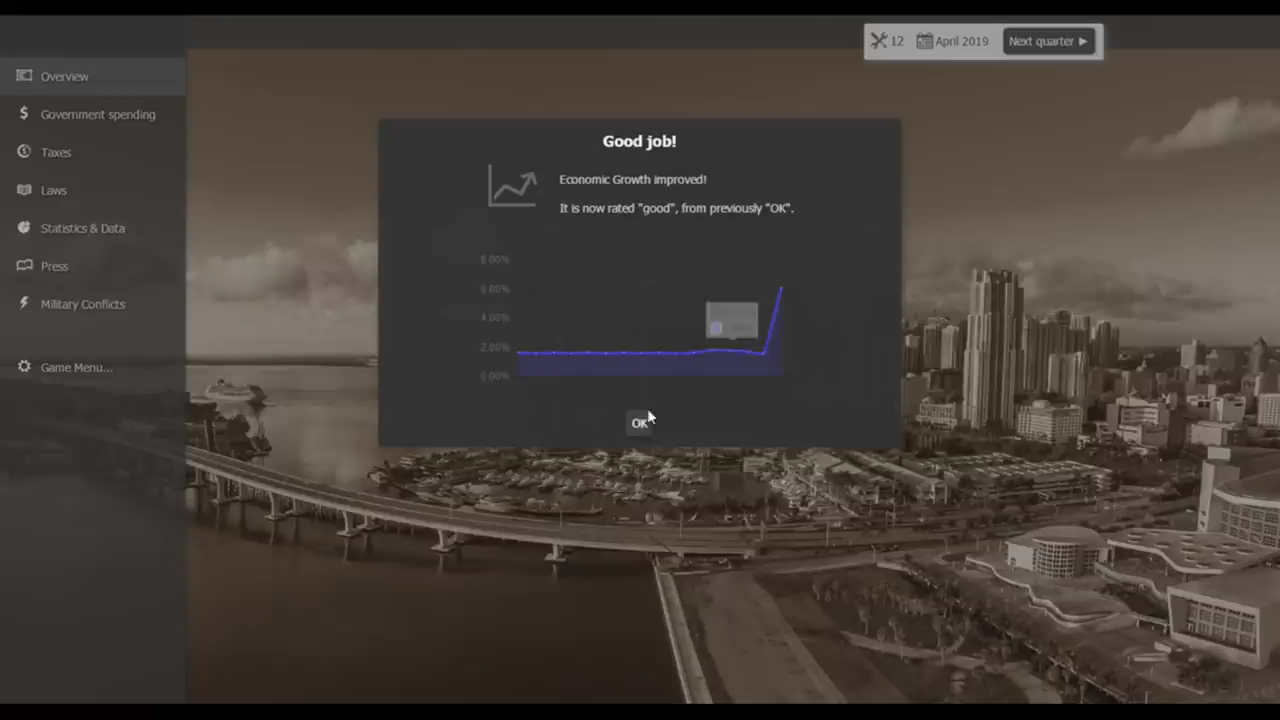 12
April 2019
Next quarter
Overview
Government spending
Taxes
Laws
Statistics & Data
Press
Military Conflicts
Game Menu...
Good job!
Economic Growth improved!
It is now rated "good", from previously "OK".
8.00%
6.00%
4.00%
2.00%
0.00%
OK